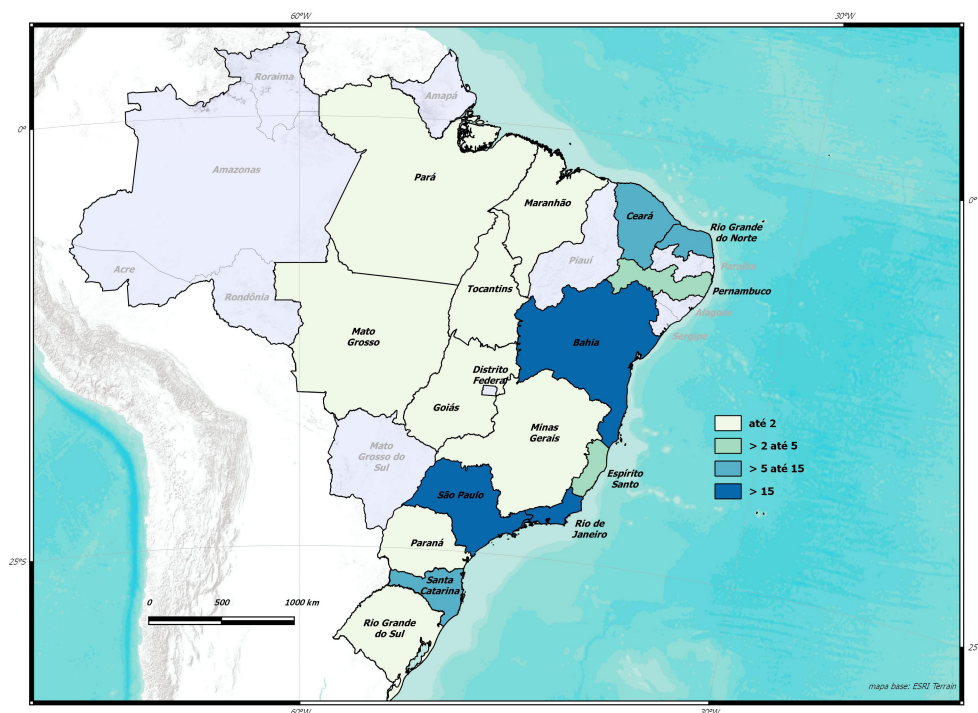 60°W
30°W
Roraima
Amapá
0°
Amazonas
Pará
Maranhão
Ceará
0°
Rio Grande
do Norte
Acre
Piauí
Paraíba
Rondônia
Tocantins
Pernambuco
Alagoas
Mato
Grosso
Bahia
Sergipe
Distrito
Federal
Goiás
Minas
Gerais
até 2
> 2 até 5
> 5 até 15
> 15
Mato
Grosso do
Sul
São Paulo
Espírito
Santo
Rio de
Janeiro
Paraná
25°S
Santa
Catarina
0 500 1000 km
Rio Grande
do Sul
25
mapa base: ESRI Terrain
60°W
30°W